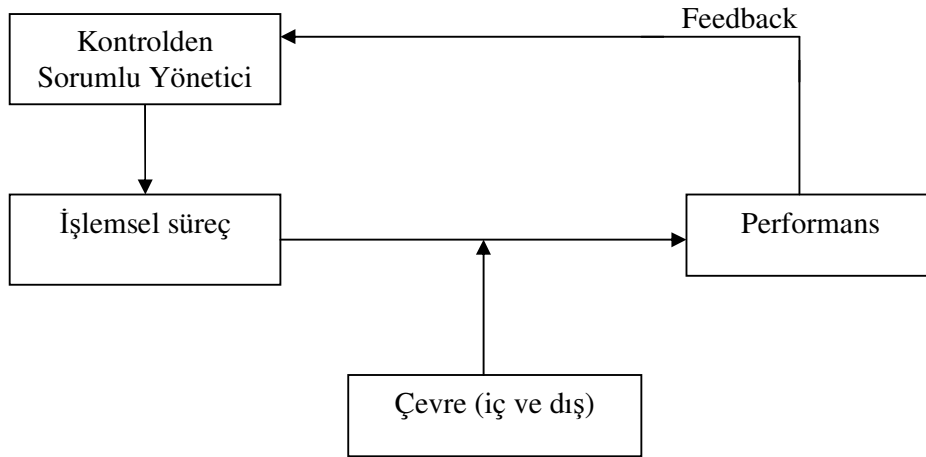 Feedback
Kontrolden
Sorumlu Yönetici
İşlemsel süreç
Performans
Çevre (iç ve dış)